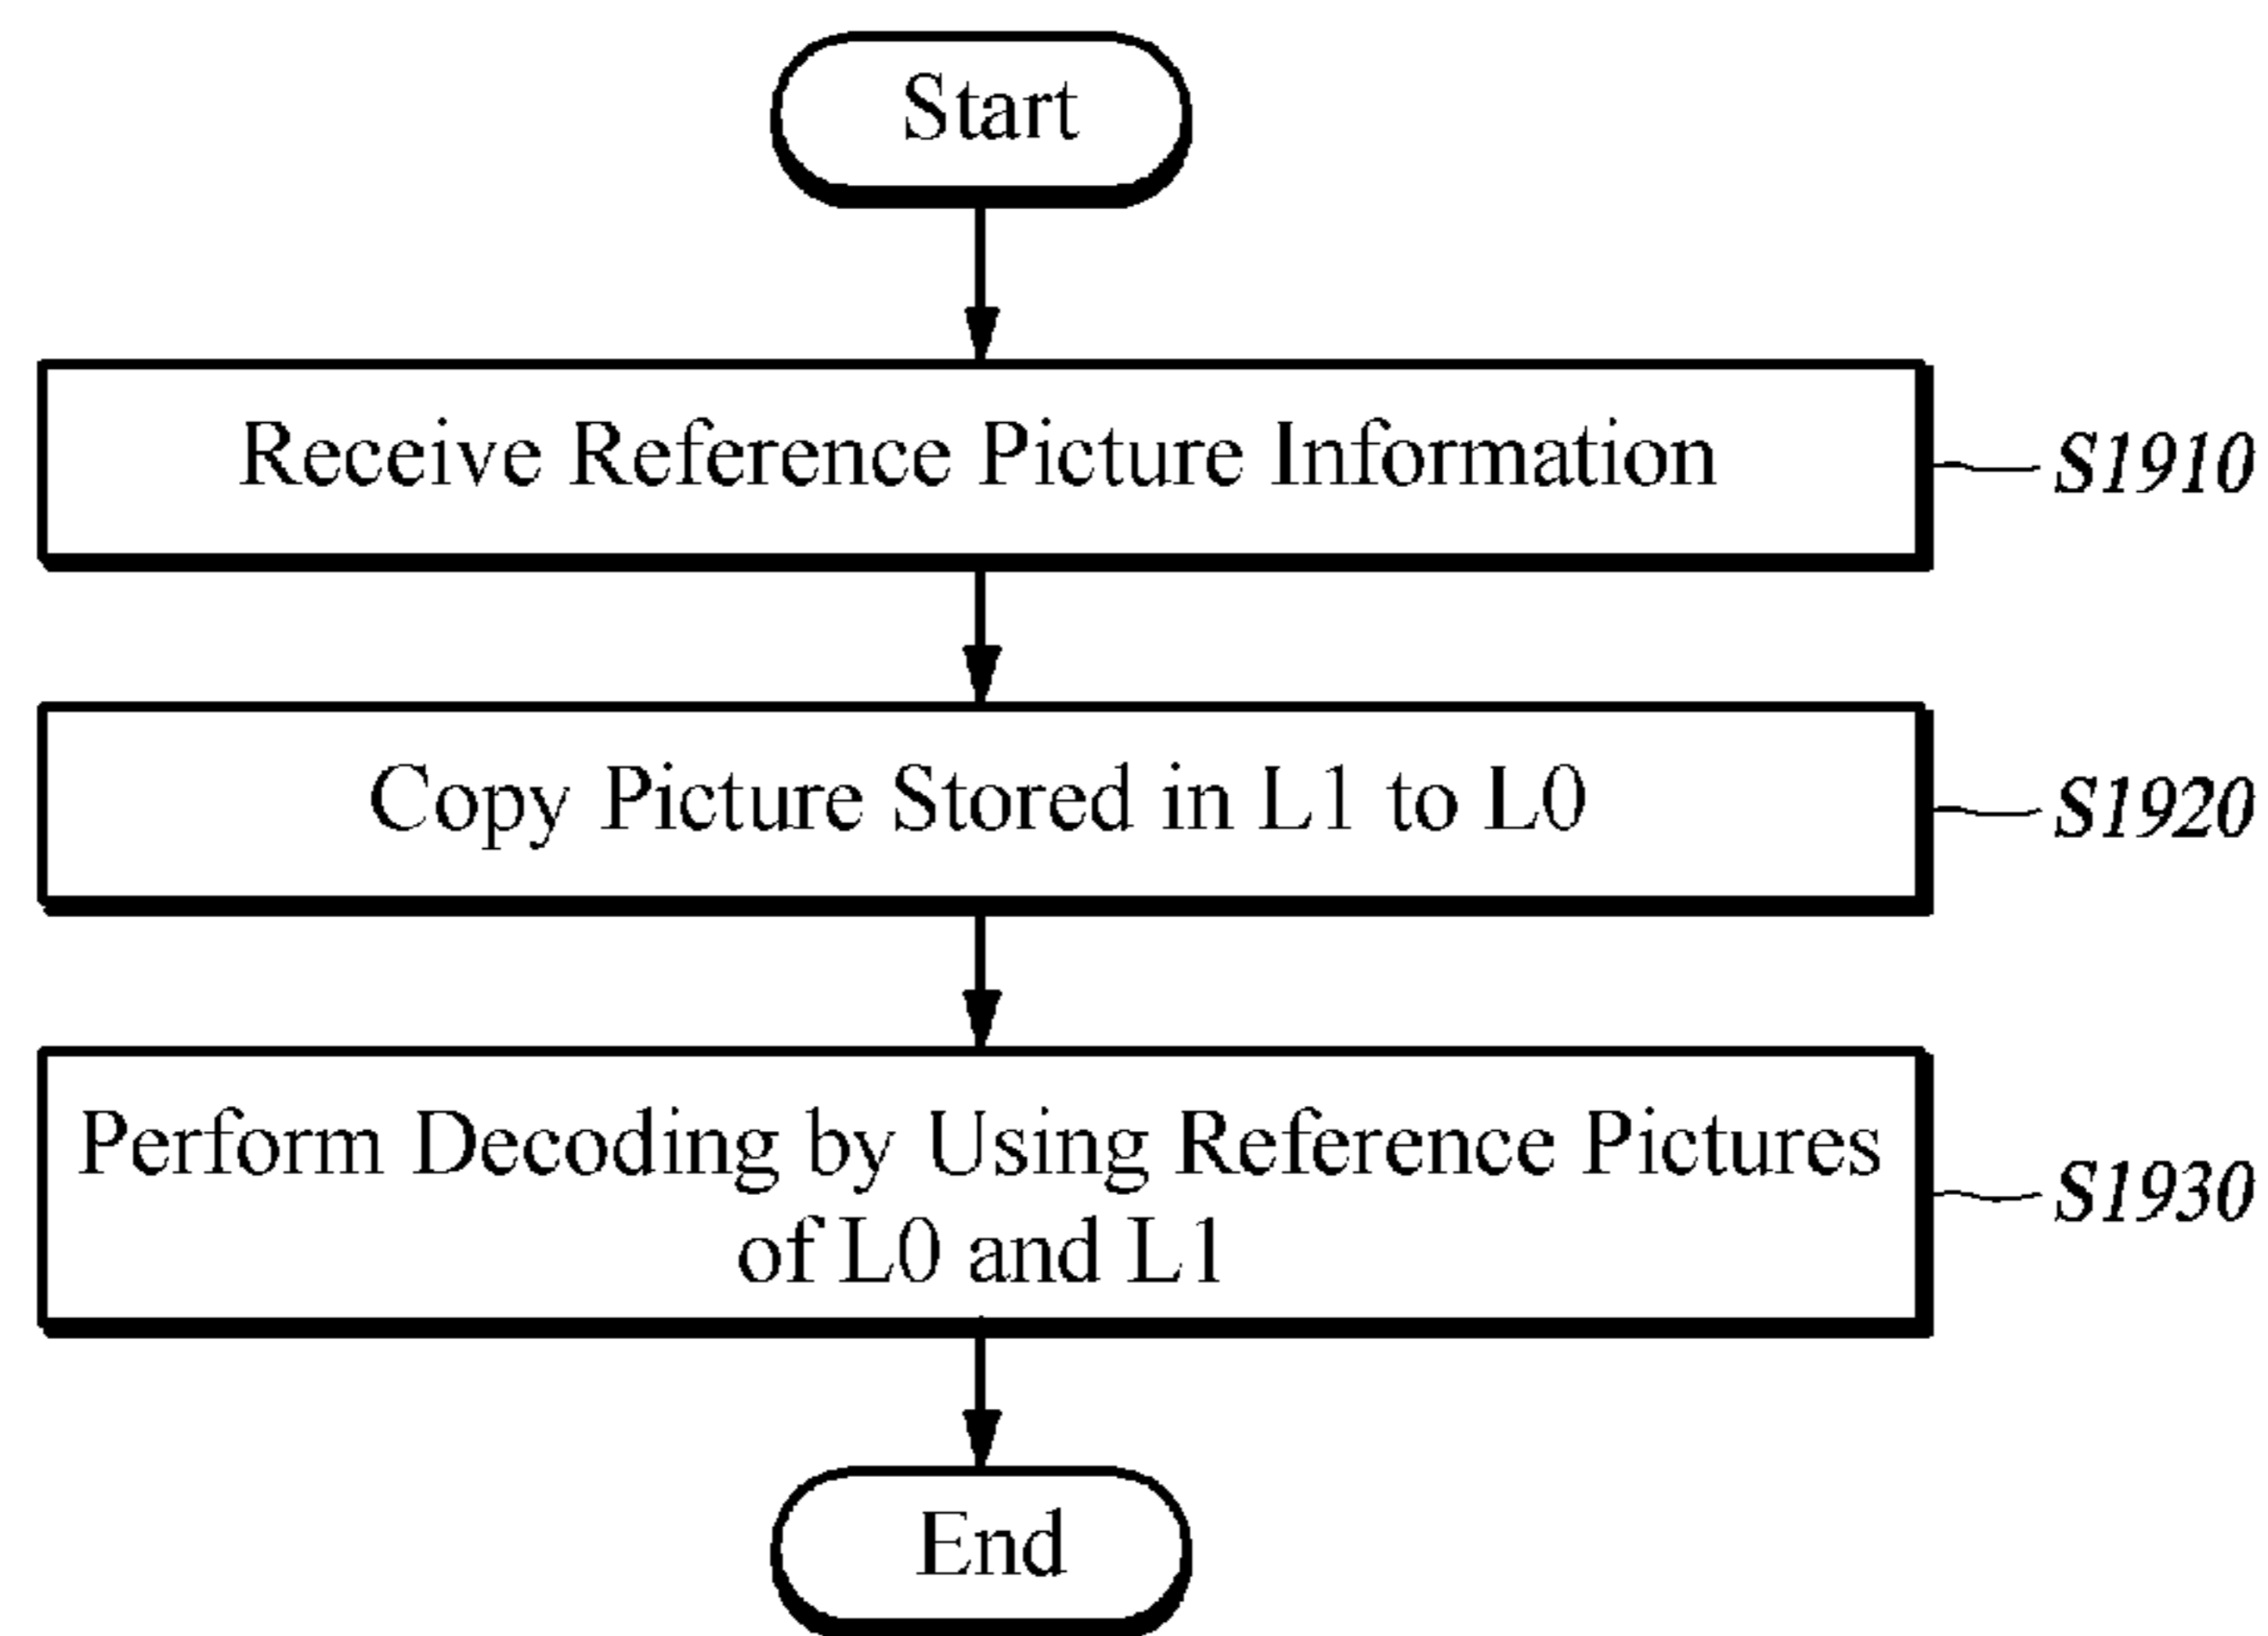 Start
Receive Reference Picture Information
S1910
Copy Picture Stored in L1 to L0
S1920
Perform Decoding by Using Reference Pictures
of L0 and L1
S1930
End